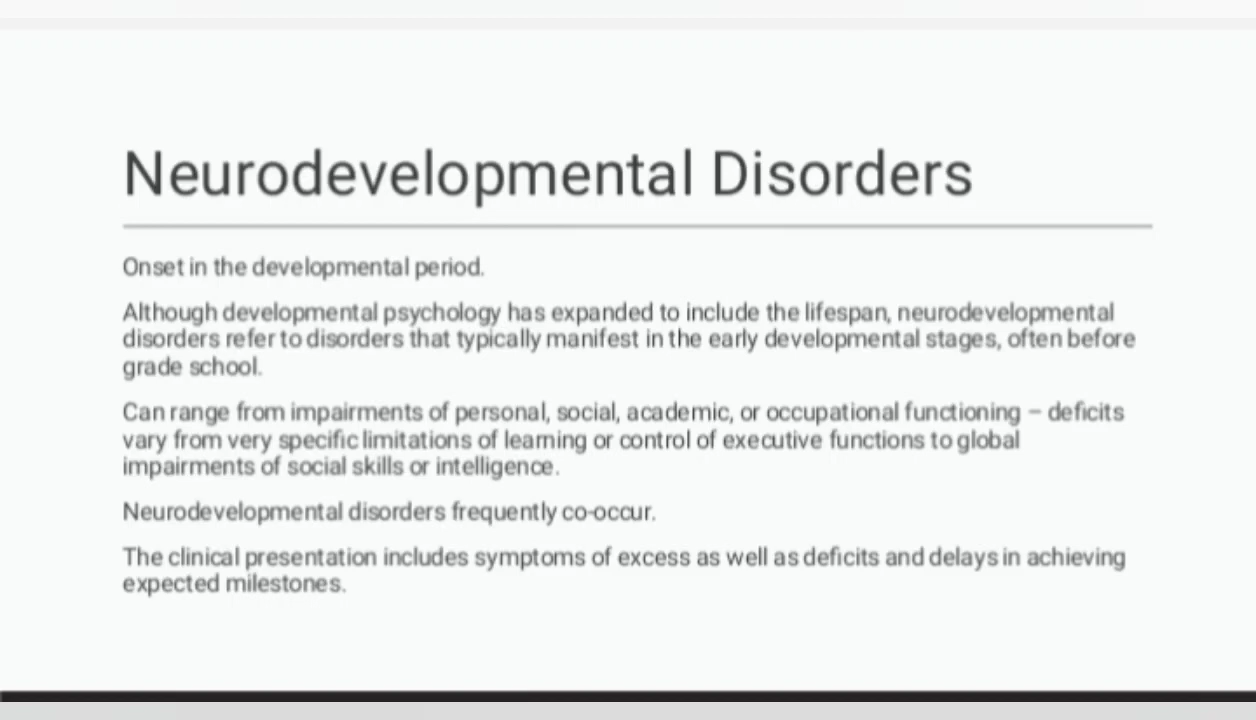 Neurodevelopmental Disorders
Onset in the developmental period.
Although developmental psychology has expanded to include the lifespan, neurodevelopmental
disorders refer to disorders that typically manifest in the early developmental stages, often before
grade school.
Can range from impairments of personal, social, academic, or occupational functioning – deficits
vary from very specific limitations of learning or control of executive functions to global
impairments of social skills or intelligence.
Neurodevelopmental disorders frequently co-occur.
The clinical presentation includes symptoms of excess as well as deficits and delays in achieving
expected milestones.